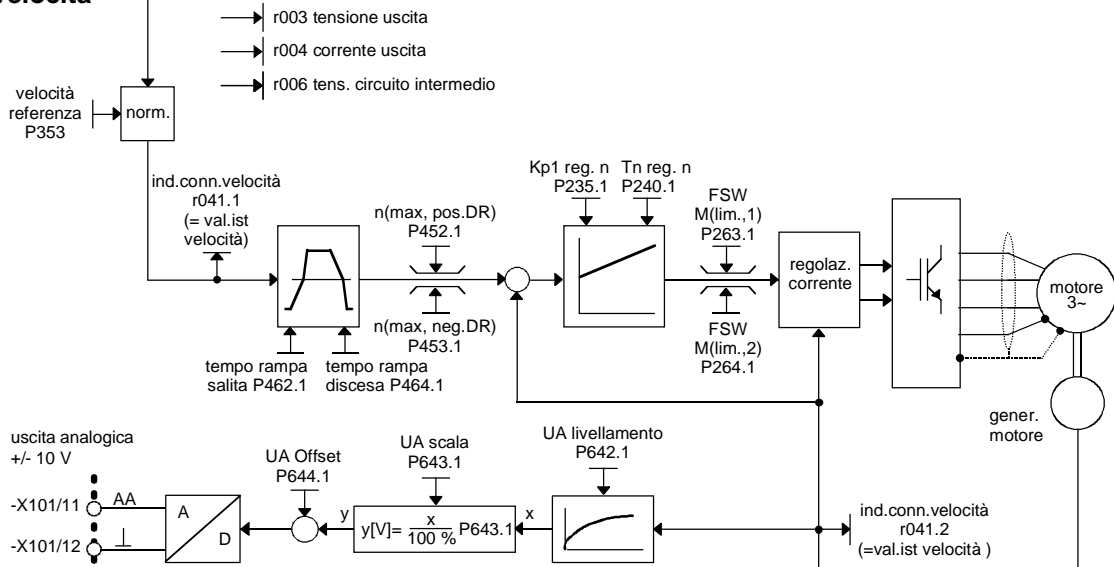 velocità
r003 tensione uscita
r004 corrente uscita
r006 tens. circuito intermedio
velocità
referenza
P353
norm.
ind.conn.velocità
r041.1
(= val.ist
velocità)
tempo rampa
salita P462.1
tempo rampa
discesa P464.1
n(max, pos.DR)
P452.1
n(max, neg.DR)
P453.1
Kp1 reg. n
P235.1
Tn reg. n
P240.1
FSW
M(lim.,1)
P263.1
FSW
M(lim.,2)
P264.1
regolaz.
corrente
motore
3~
gener.
motore
uscita analogica
+/- 10 V
-X101/11
AA
-X101/12
A
D
UA Offset
P644.1
y
UA scala
P643.1
y[V]= x/100 % P643.1
x
UA livellamento
P642.1
ind.conn.velocità
r041.2
(=val.ist velocità )